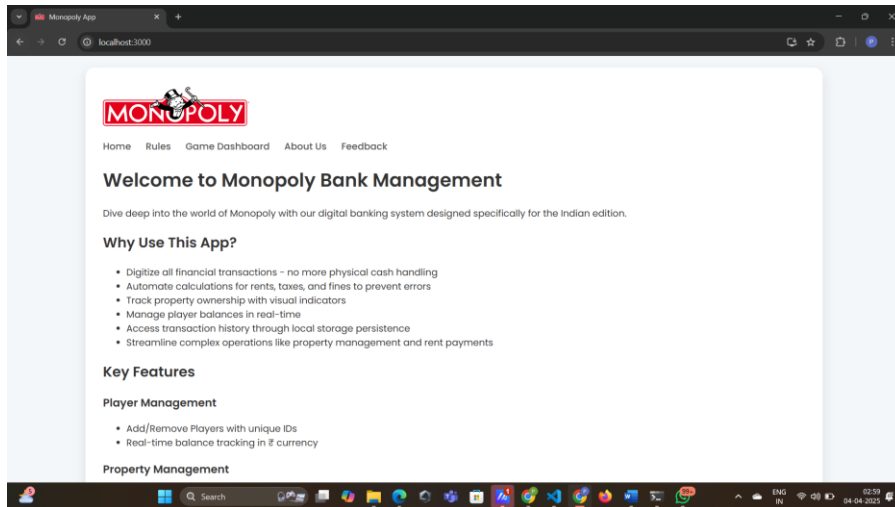 Monopoly App
localhost:3000
MONOPOLY
Home Rules Game Dashboard About Us Feedback
Welcome to Monopoly Bank Management
Dive deep into the world of Monopoly with our digital banking system designed specifically for the Indian edition.
Why Use This App?
• Digitize all financial transactions - no more physical cash handling
• Automate calculations for rents, taxes, and fines to prevent errors
• Track property ownership with visual indicators
• Manage player balances in real-time
• Access transaction history through local storage persistence
• Streamline complex operations like property management and rent payments
Key Features
Player Management
• Add/Remove Players with unique IDs
• Real-time balance tracking in ₹ currency
Property Management
Search
99+
ENG
IN
02:59
04-04-2025